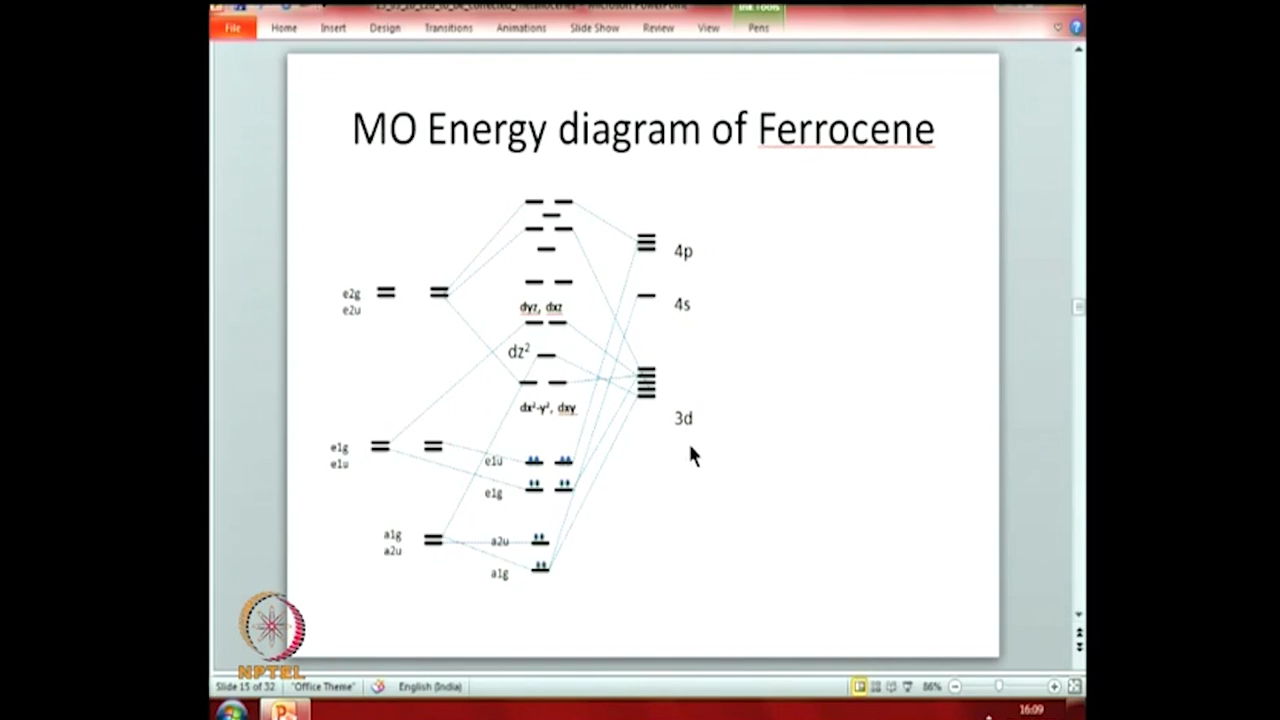 File Home Insert Design Transitions Animations Slide Show Review View Pens
Ink Tools
MO Energy diagram of Ferrocene
4p
e2g
e2u
4s
dyz, dxz
dz²
dx²-y², dxy
3d
e1g
e1u
e1u
e1g
a1g
a2u
a2u
a1g
NPTEL
Slide 15 of 32 "Office Theme" English (India) 86%
16:09